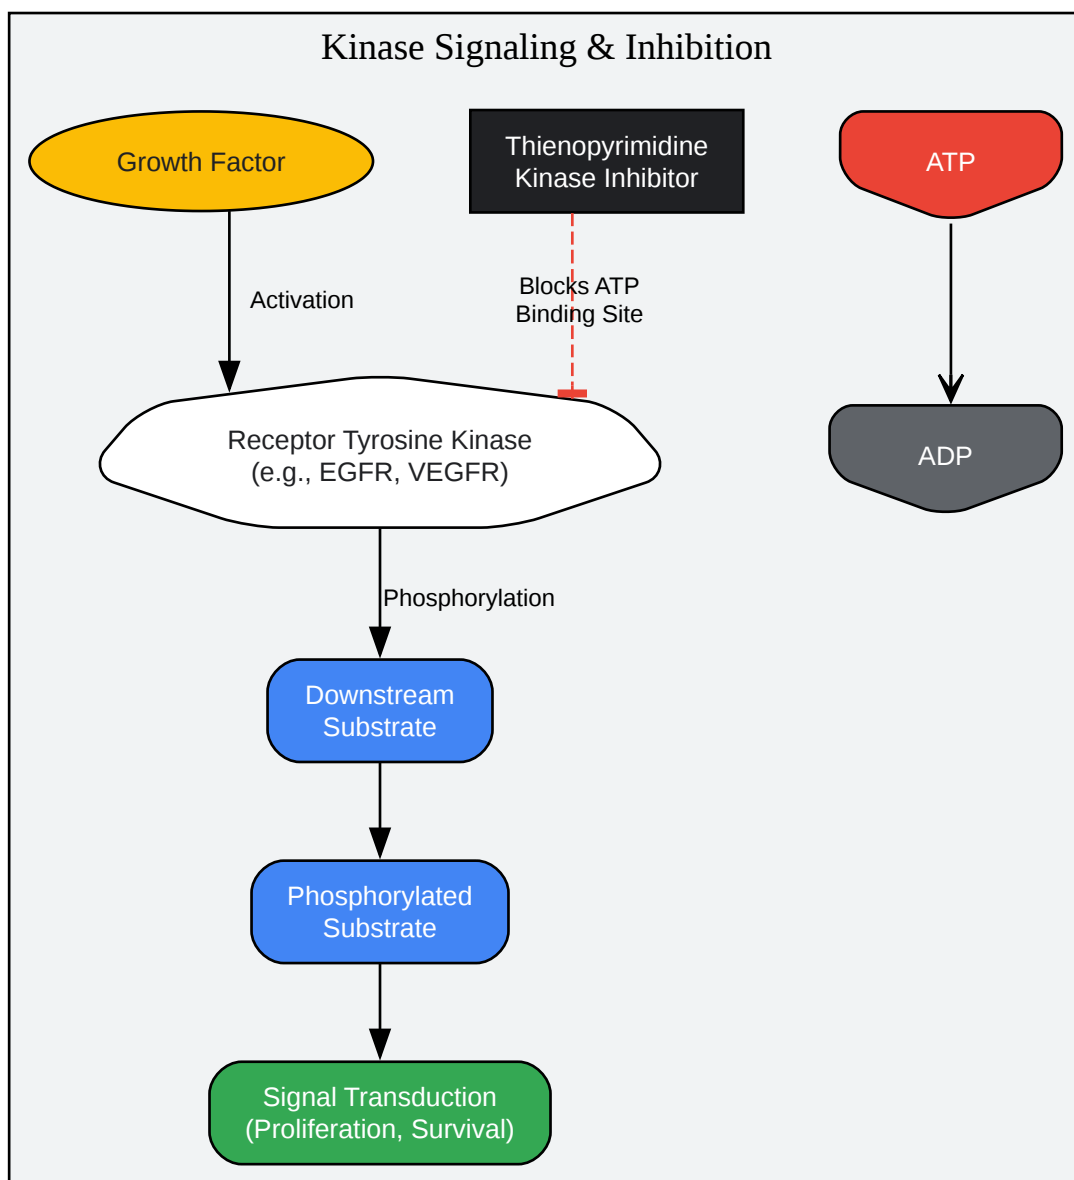 Kinase Signaling & Inhibition
Growth Factor
Thienopyrimidine
Kinase Inhibitor
ATP
Activation
Blocks ATP
Binding Site
Receptor Tyrosine Kinase
(e.g., EGFR, VEGFR)
ADP
Phosphorylation
Downstream
Substrate
Phosphorylated
Substrate
Signal Transduction
(Proliferation, Survival)